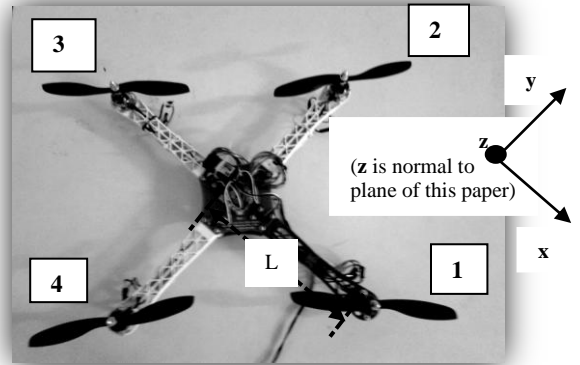 3
2
y
z
(z is normal to
plane of this paper)
x
L
4
1